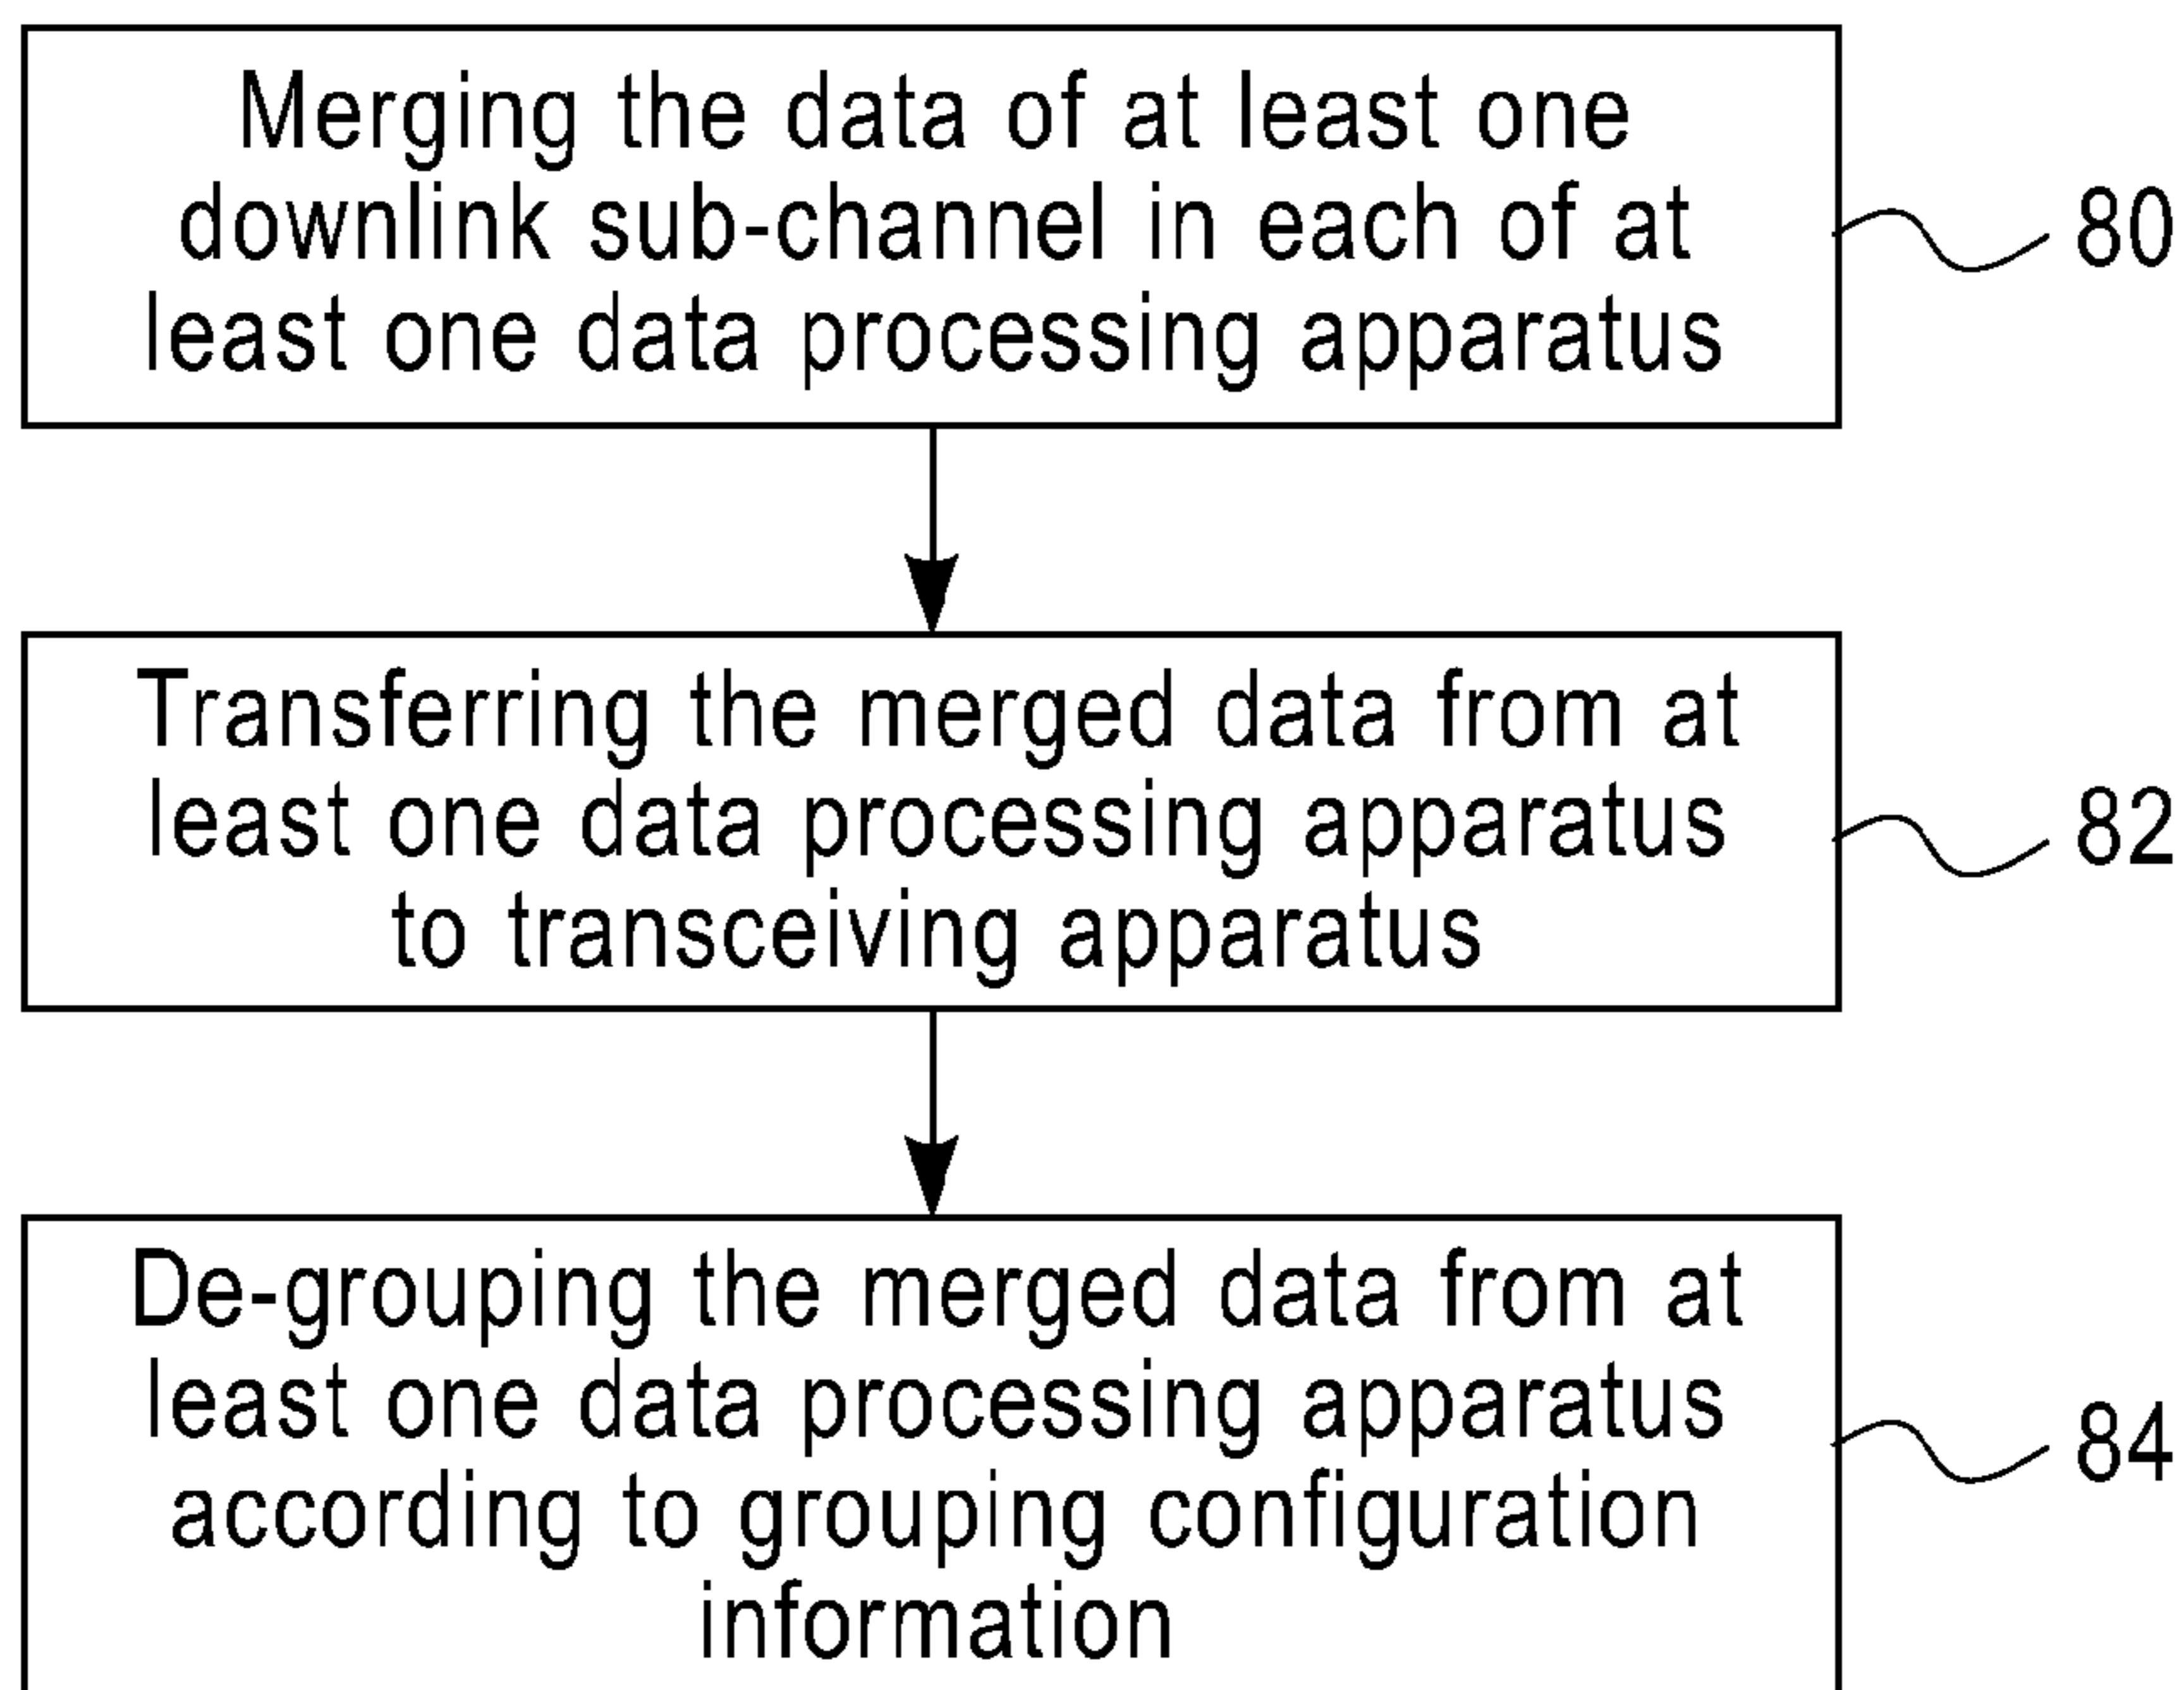 Merging the data of at least one
downlink sub-channel in each of at
least one data processing apparatus
80
Transferring the merged data from at
least one data processing apparatus
to transceiving apparatus
82
De-grouping the merged data from at
least one data processing apparatus
according to grouping configuration
information
84